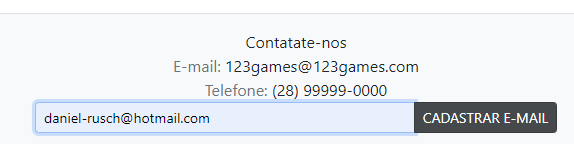 Contatate-nos
E-mail: 123games@123games.com
Telefone: (28) 99999-0000
daniel-rusch@hotmail.com CADASTRAR E-MAIL